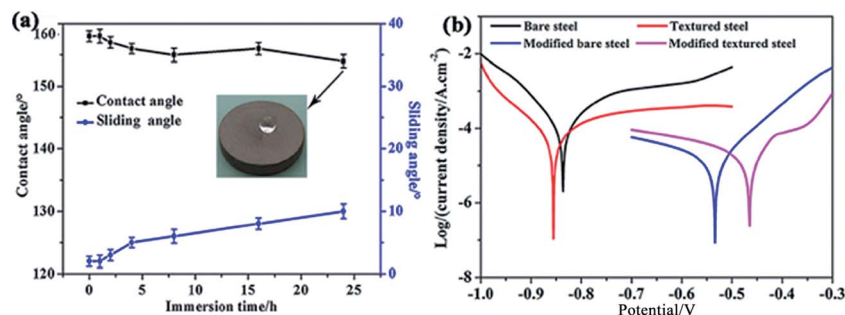 (a)
160
150
140
130
120
Contact angle/°
Contact angle
Sliding angle
40
30
20
10
0
Sliding angle/°
0 5 10 15 20 25
Immersion time/h
(b)
Bare steel Textured steel
Modified bare steel Modified textured steel
0
-2
-4
-6
-8
Log/(current density/A.cm-2)
-1.0 -0.9 -0.8 -0.7 -0.6 -0.5 -0.4 -0.3
Potential/V